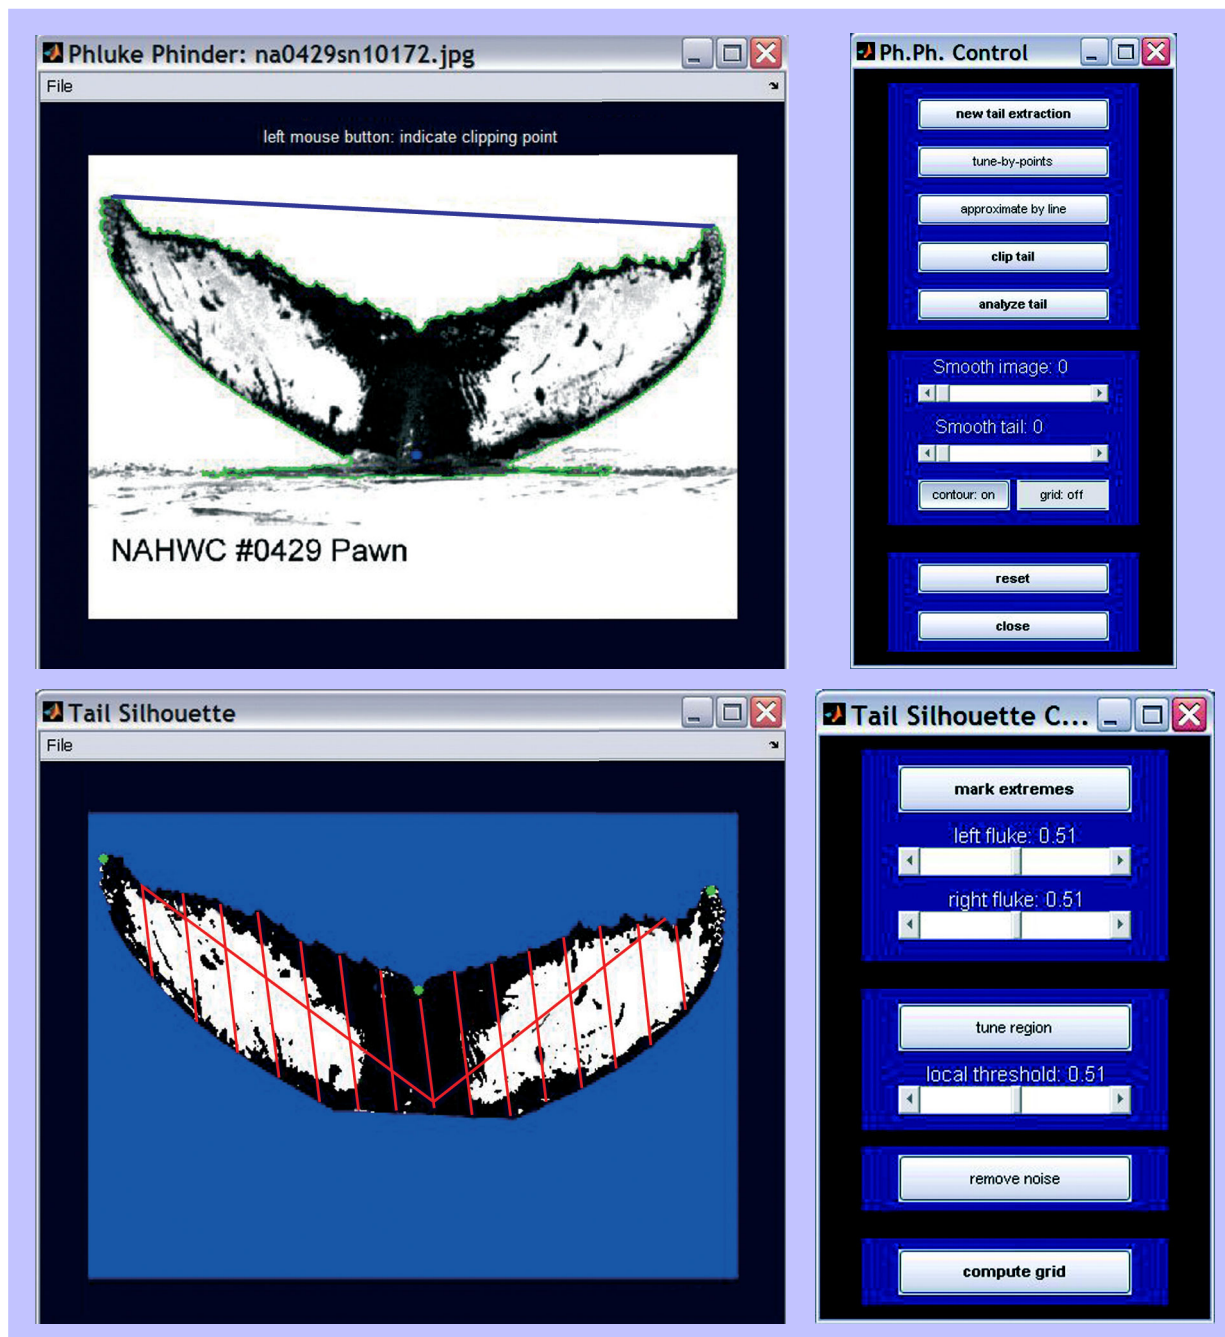 Phluke Phinder: na0429sn10172.jpg
File
left mouse button: indicate clipping point
NAHWC #0429 Pawn
Ph.Ph. Control
new tail extraction
tune-by-points
approximate by line
clip tail
analyze tail
Smooth image: 0
Smooth tail: 0
contour: on grid: off
reset
close
Tail Silhouette
File
Tail Silhouette C...
mark extremes
left fluke: 0.51
right fluke: 0.51
tune region
local threshold: 0.51
remove noise
compute grid